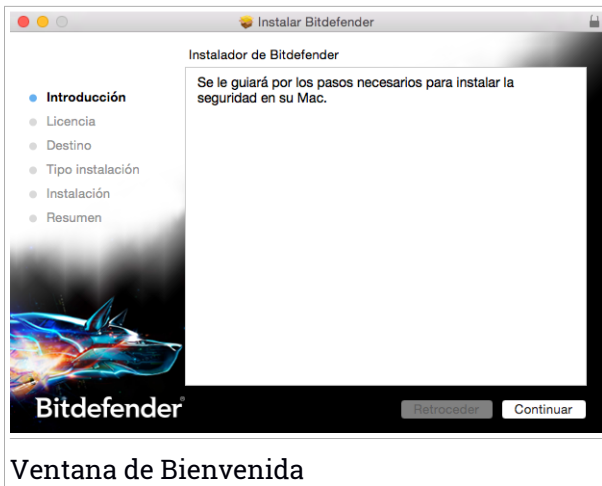 Instalar Bitdefender
Instalador de Bitdefender
Introducción
Licencia
Destino
Tipo instalación
Instalación
Resumen
Se le guiará por los pasos necesarios para instalar la
seguridad en su Mac.
Bitdefender®
Retroceder
Continuar
Ventana de Bienvenida